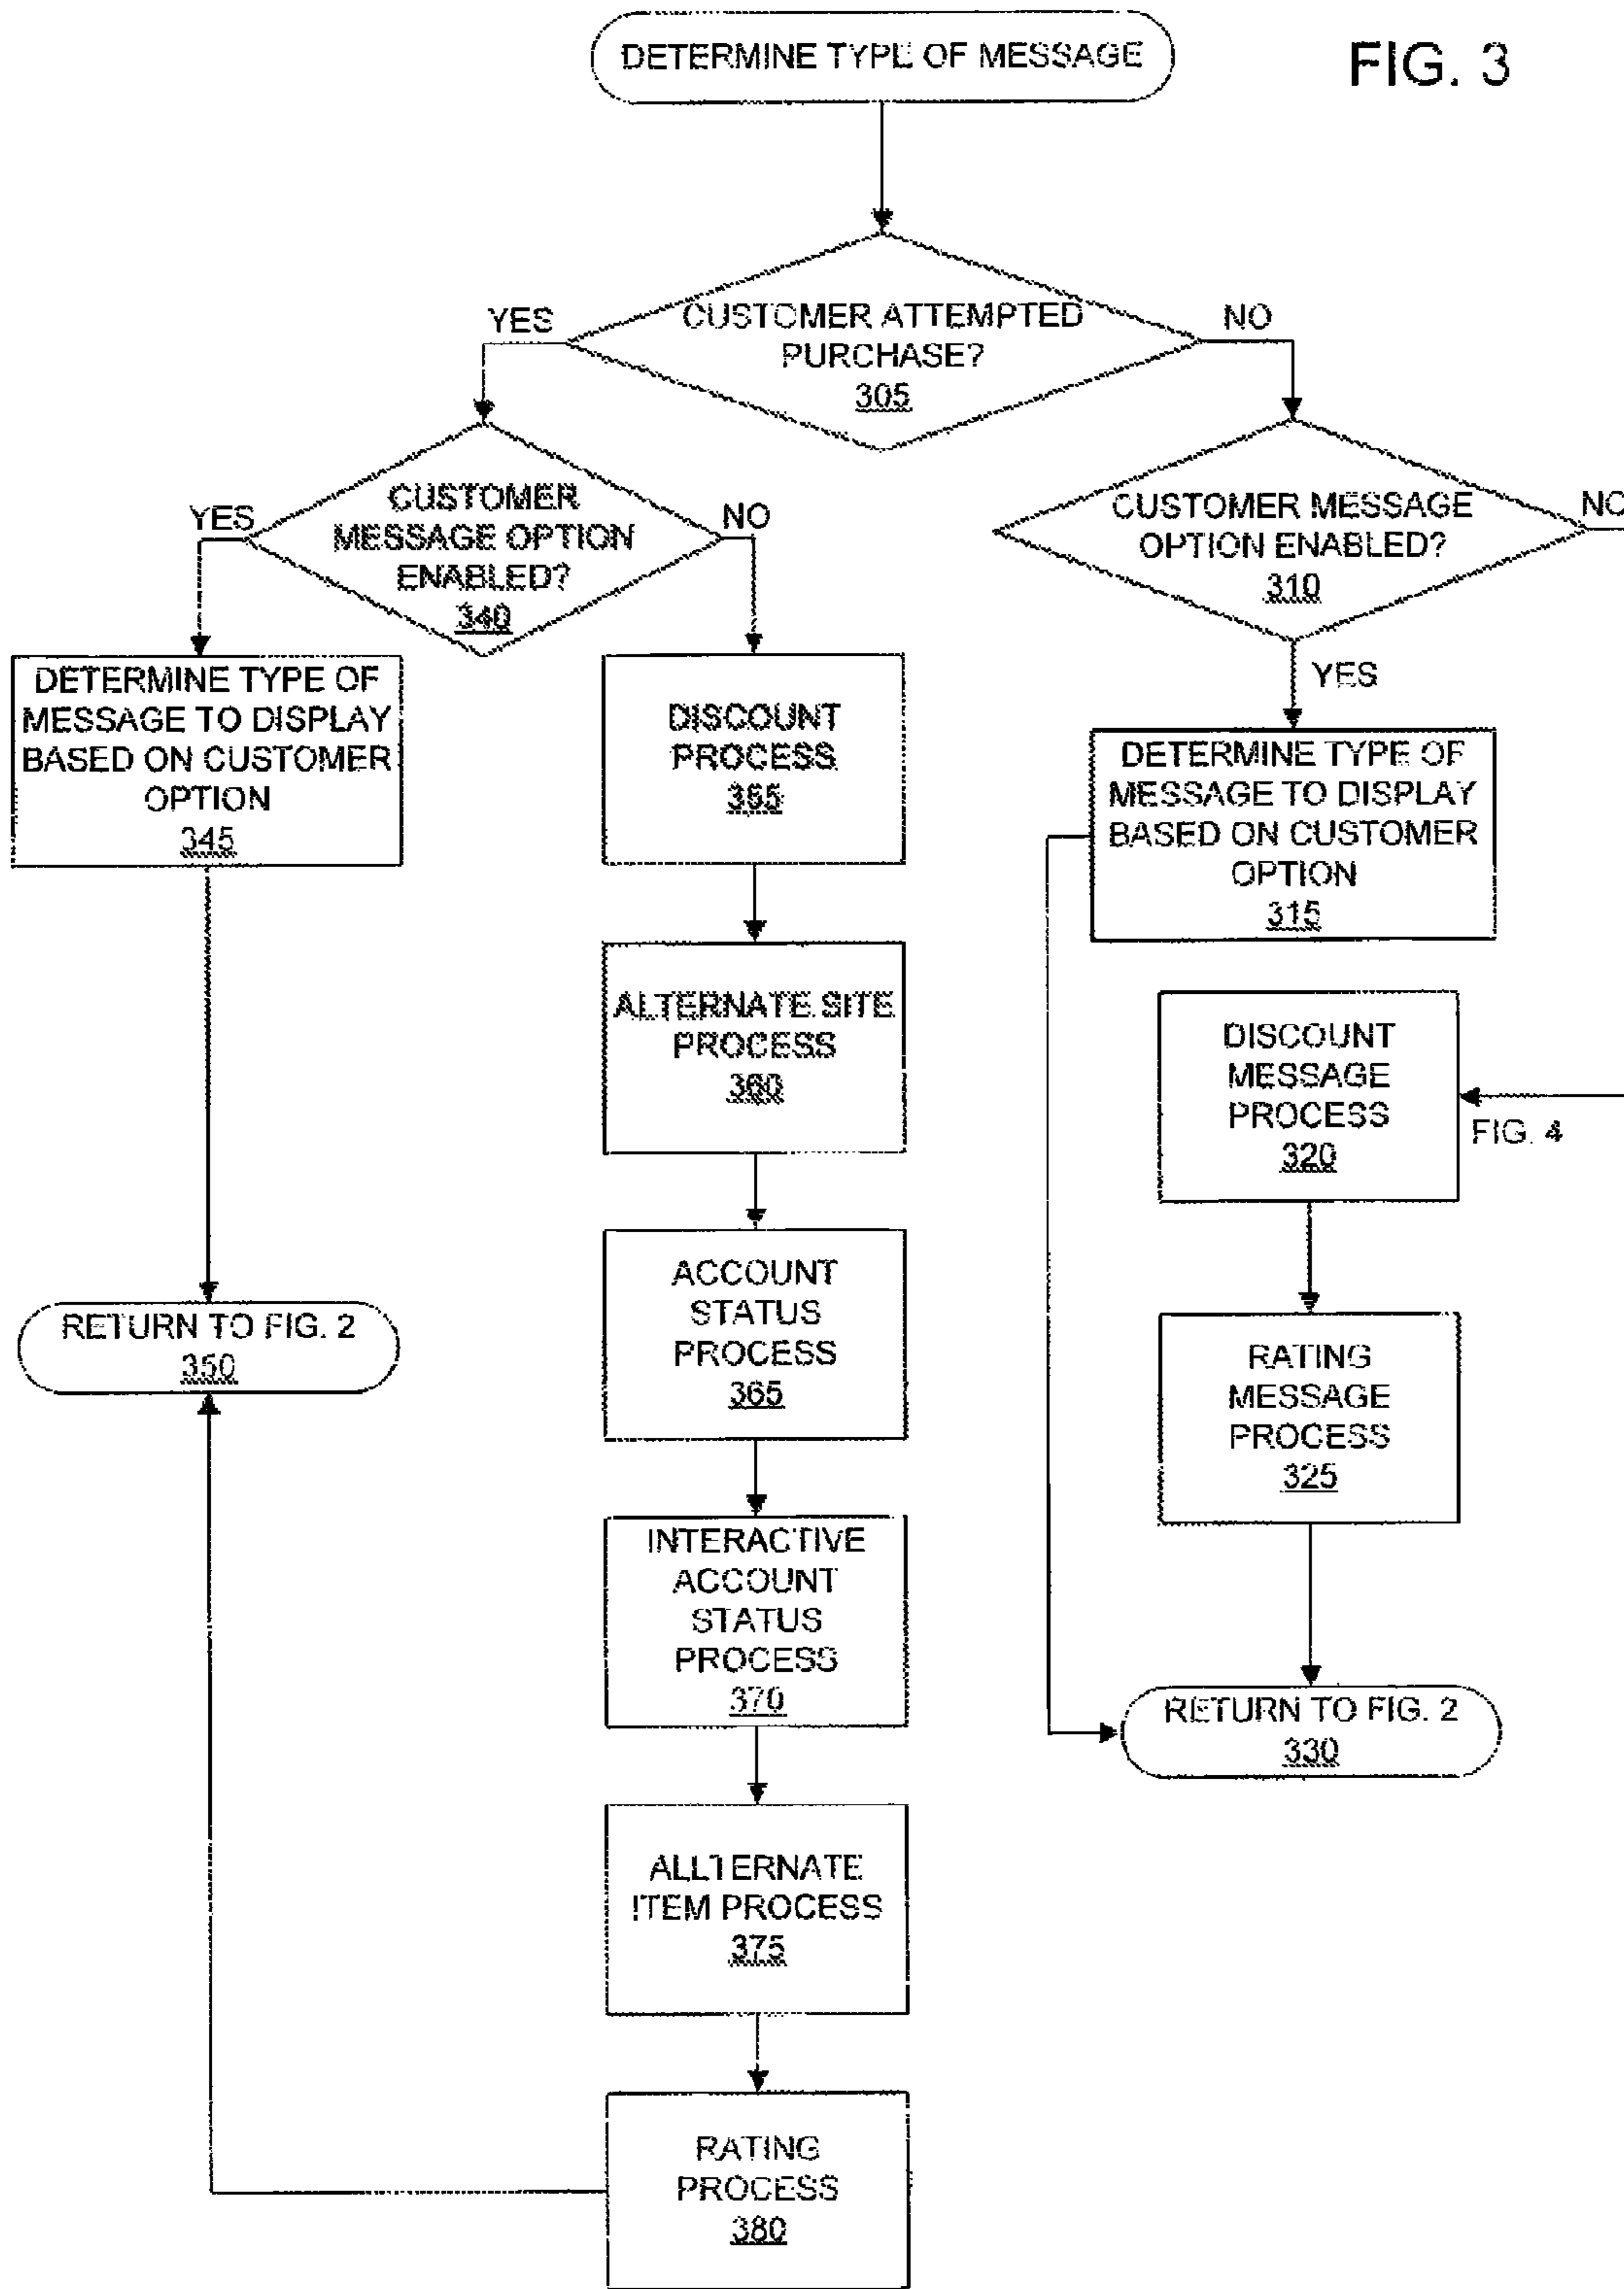 DETERMINE TYPE OF MESSAGE
FIG. 3
CUSTOMER ATTEMPTED
PURCHASE?
305
YES
NO
CUSTOMER
MESSAGE OPTION
ENABLED?
340
YES
NO
CUSTOMER MESSAGE
OPTION ENABLED?
310
NO
YES
DETERMINE TYPE OF
MESSAGE TO DISPLAY
BASED ON CUSTOMER
OPTION
345
DISCOUNT
PROCESS
355
DETERMINE TYPE OF
MESSAGE TO DISPLAY
BASED ON CUSTOMER
OPTION
315
ALTERNATE SITE
PROCESS
360
DISCOUNT
MESSAGE
PROCESS
320
FIG. 4
ACCOUNT
STATUS
PROCESS
365
RETURN TO FIG. 2
350
RATING
MESSAGE
PROCESS
325
INTERACTIVE
ACCOUNT
STATUS
PROCESS
370
RETURN TO FIG. 2
330
ALLTERNATE
ITEM PROCESS
375
RATING
PROCESS
380